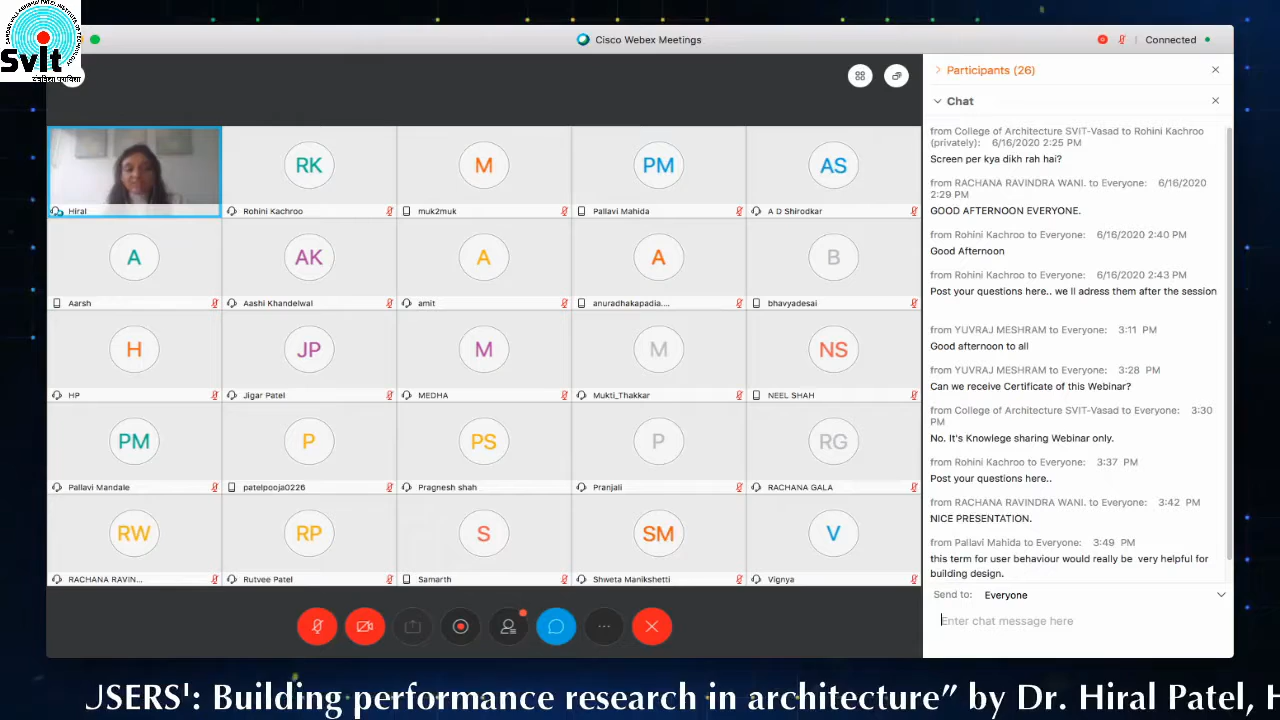 SARDAR VALLABHBHAI PATEL INSTITUTE OF TECHNOLOGY
SVIT
Cisco Webex Meetings
Connected
Participants (26)
Chat
from College of Architecture SVIT-Vasad to Rohini Kachroo
(privately): 6/16/2020 2:25 PM
Screen per kya dikh rah hai?
from RACHANA RAVINDRA WANI. to Everyone: 6/16/2020
2:29 PM
GOOD AFTERNOON EVERYONE.
from Rohini Kachroo to Everyone: 6/16/2020 2:40 PM
Good Afternoon
from Rohini Kachroo to Everyone: 6/16/2020 2:43 PM
Post your questions here.. we ll adress them after the session
from YUVRAJ MESHRAM to Everyone: 3:11 PM
Good afternoon to all
from YUVRAJ MESHRAM to Everyone: 3:28 PM
Can we receive Certificate of this Webinar?
from College of Architecture SVIT-Vasad to Everyone: 3:30
PM
No. It's Knowlege sharing Webinar only.
from Rohini Kachroo to Everyone: 3:37 PM
Post your questions here..
from RACHANA RAVINDRA WANI. to Everyone: 3:42 PM
NICE PRESENTATION.
from Pallavi Mahida to Everyone: 3:49 PM
this term for user behaviour would really be very helpful for
building design.
Send to: Everyone
Enter chat message here
RK M PM AS
Hiral Rohini Kachroo muk2muk Pallavi Mahida A D Shirodkar
A AK A A B
Aarsh Aashi Khandelwal amit anuradhakapadia.... bhavyadesai
H JP M M NS
HP Jigar Patel MEDHA Mukti_Thakkar NEEL SHAH
PM P PS P RG
Pallavi Mandale patelpooja0226 Pragnesh shah Pranjali RACHANA GALA
RW RP S SM V
RACHANA RAVIN... Rutvee Patel Samarth Shweta Manikshetti Vignya
JSERS': Building performance research in architecture” by Dr. Hiral Patel, H